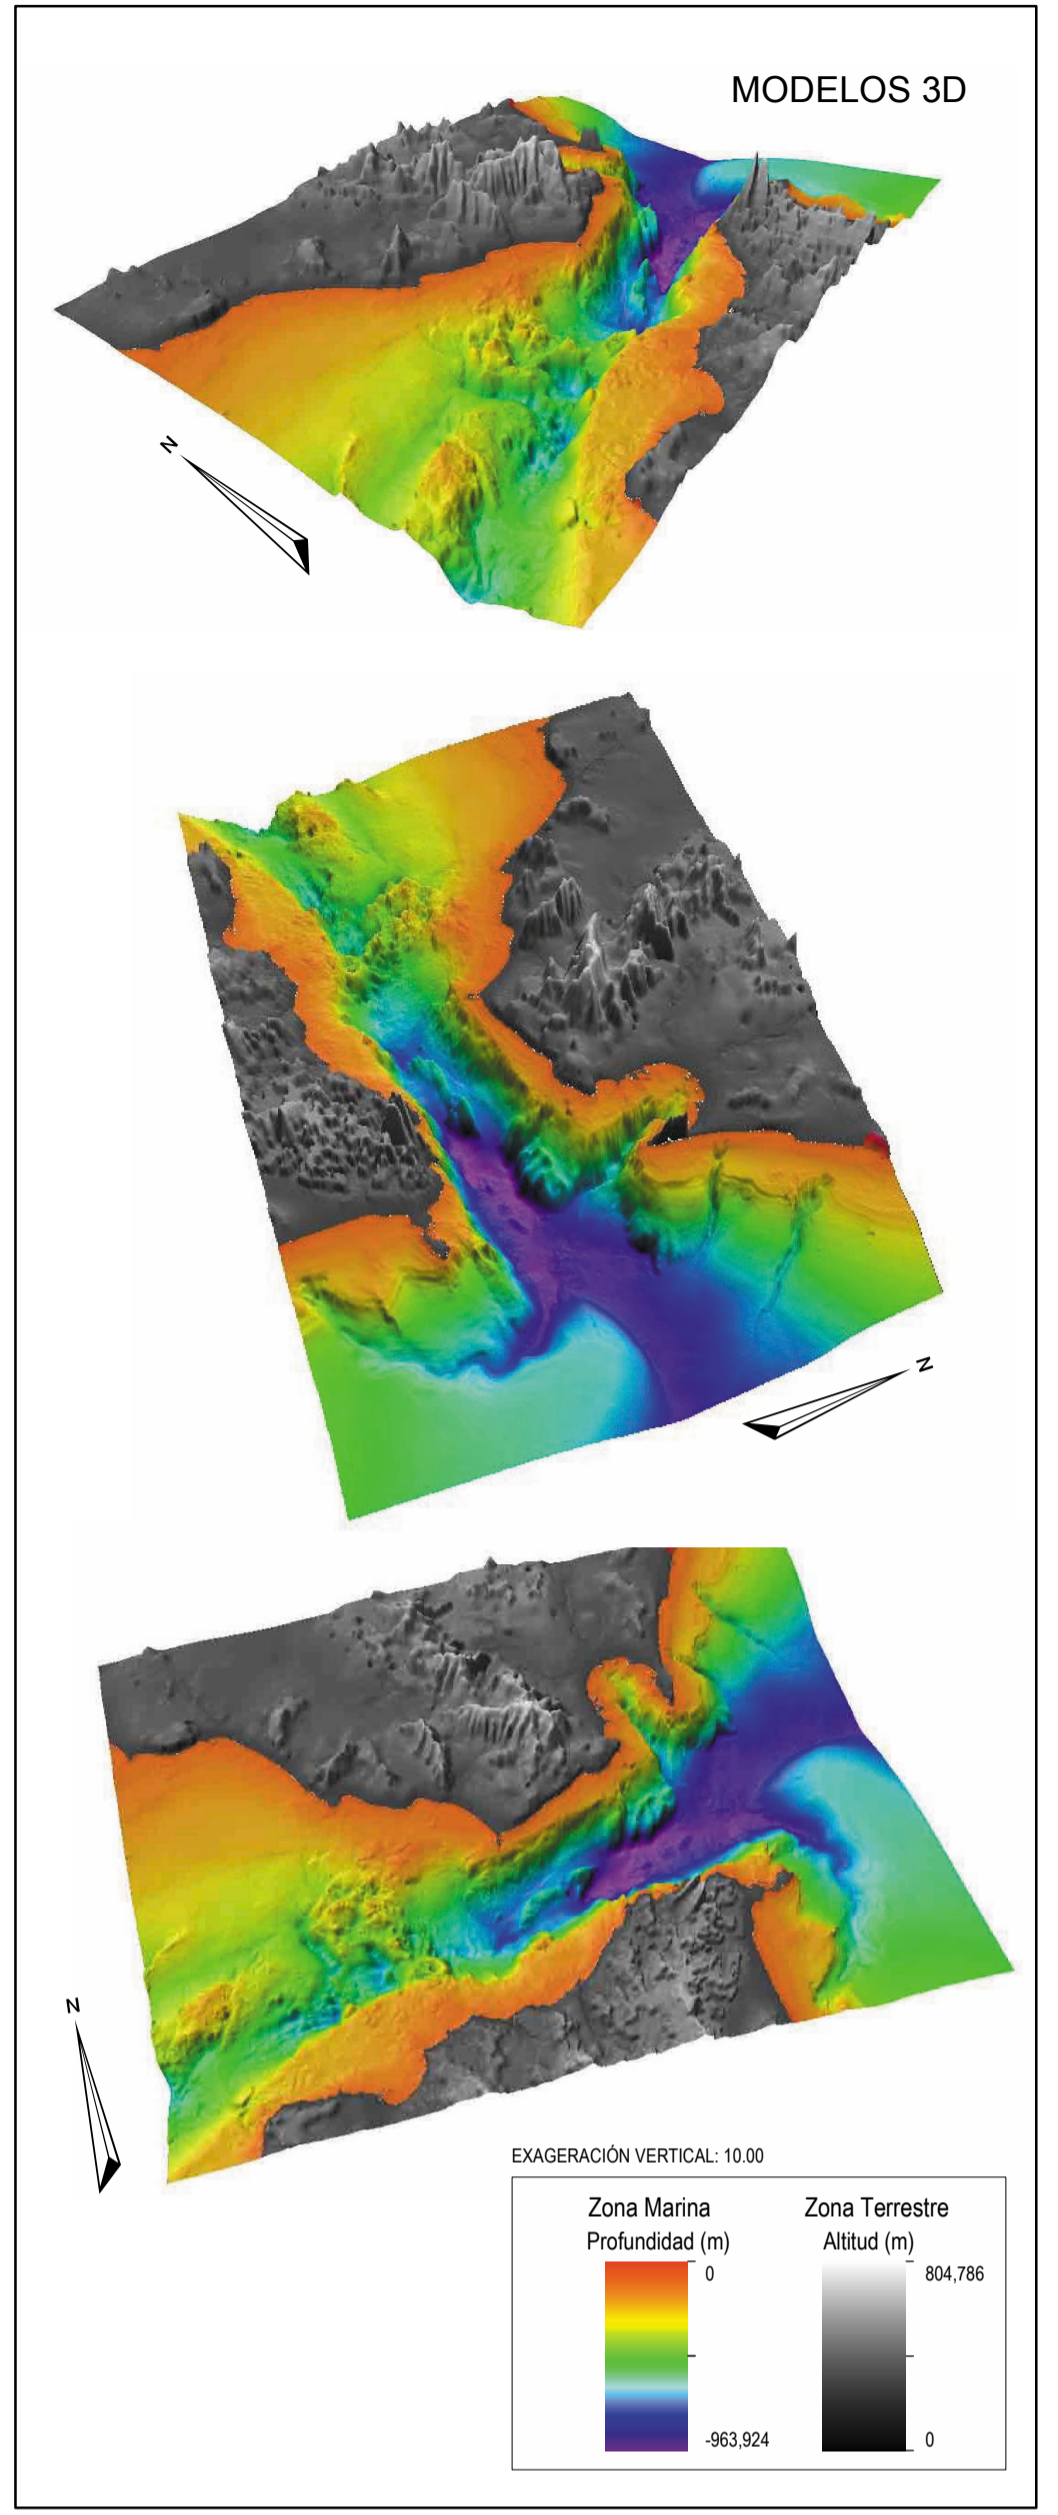 MODELOS 3D
N
N
N
EXAGERACIÓN VERTICAL: 10.00
Zona Marina
Profundidad (m)
0
-963,924
Zona Terrestre
Altitud (m)
804,786
0